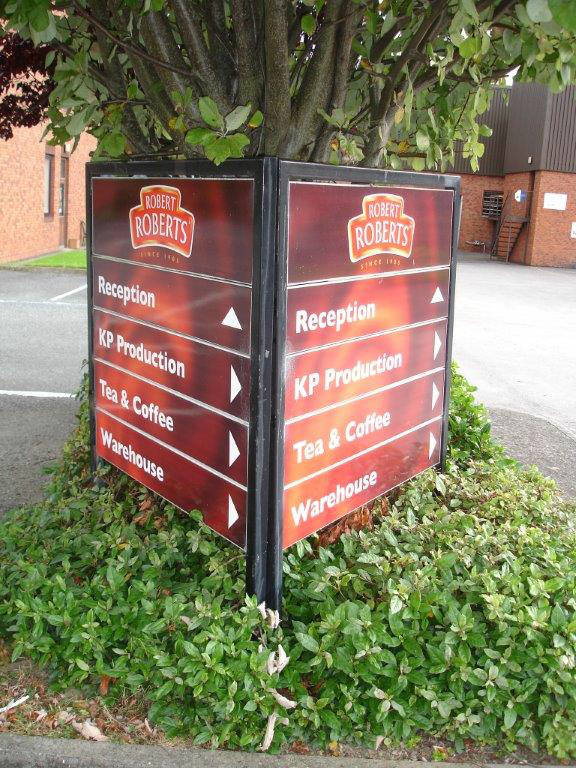 ROBERT
ROBERTS
SINCE 1905
Reception
KP Production
Tea & Coffee
Warehouse
ROBERT
ROBERTS
SINCE 1905
Reception
KP Production
Tea & Coffee
Warehouse